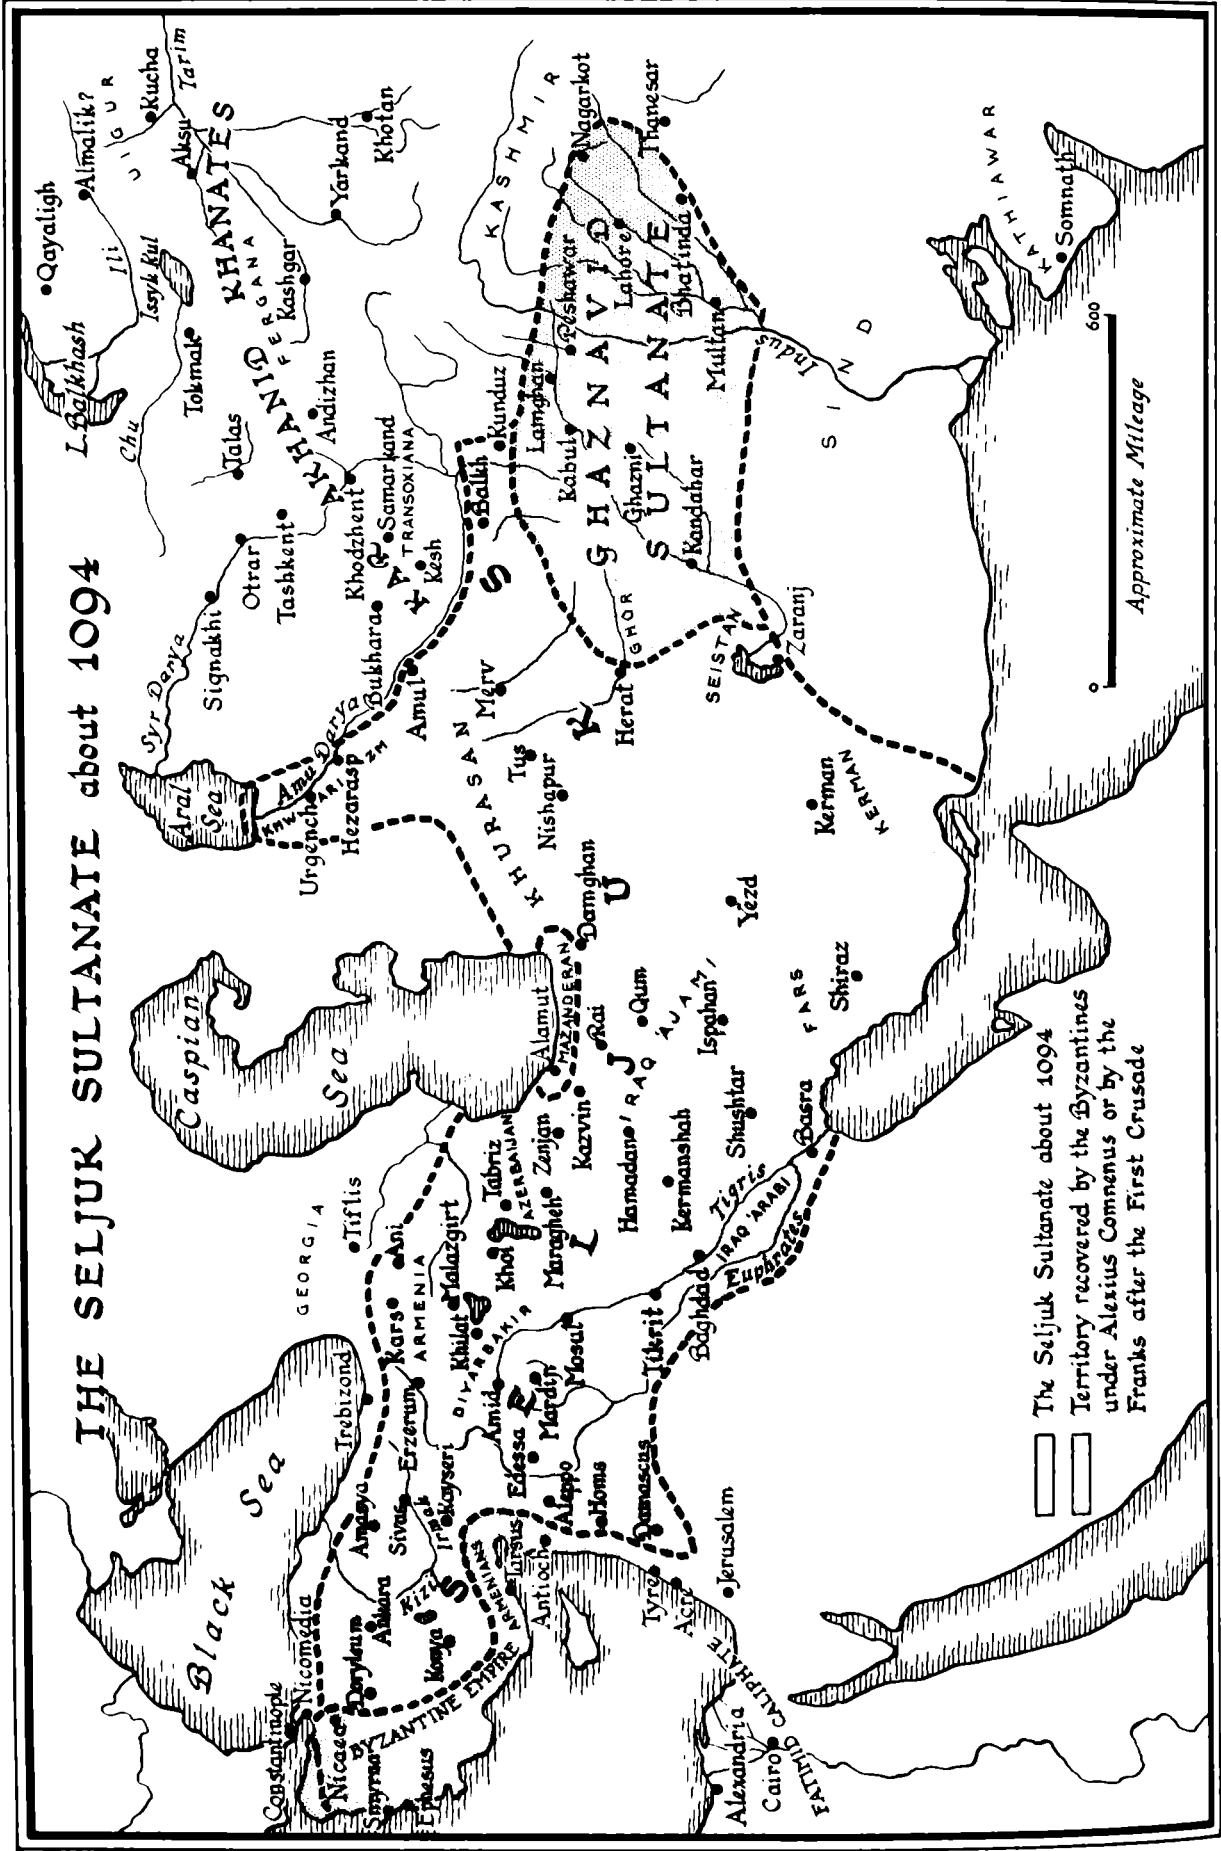 THE SELJUK SULTANATE about 1094
Black
Sea
Caspian
Sea
Aral
Sea
L. Balkhash
Qayaligh
Almalik?
UIGUR
Kucha
Tarim
Ili
Issyk Kul
Aksu
Chu
Tokmak
Talas
KARAKHANID
KHANATES
FERGANA
Kashgar
Andizhan
Yarkand
Khotan
Syr Darya
Signakhi
Otrar
Tashkent
Khodzhent
Samarkand
TRANSOXIANA
Kesh
Bukhara
Amu Darya
Amul
KHWARIZM
Urgench
Hezarasp
Balkh
Kunduz
KASHMIR
Nagarkot
Thanesar
Lamghan
Peshawar
Kabul
Lahore
GHAZNAVID
SULTANATE
Ghazni
Bhatinda
Multan
Kandahar
Indus
SIND
KATHIAWAR
Somnath
Merv
KHURASAN
Tus
Nishapur
Herat
GHOR
SEISTAN
Zaranj
Kerman
KERMAN
Damghan
Yezd
MAZANDERAN
Alamut
Rai
Qum
IRAQ 'AJAMI
Ispahan
FARS
Shiraz
Kazvin
Zenjan
Hamadan
Kermanshah
Shushtar
Basra
Tabriz
AZERBAIJAN
Maragheh
Khoi
SELJUKS
GEORGIA
Tiflis
Ani
Kars
ARMENIA
Malazgirt
Khilat
DIYARBAKIR
Mosul
Tikrit
Baghdad
Tigris
IRAQ 'ARABI
Euphrates
Trebizond
Erzerum
Amid
Mardin
Edessa
Amasya
Sivas
Kayseri
Kizil Irmak
Aleppo
Homs
Damascus
Ankara
Konya
ARMENIANS
Tarsus
Antioch
Tyre
Acre
Jerusalem
Constantinople
Nicomedia
Nicaea
Doryleum
BYZANTINE EMPIRE
Smyrna
Ephesus
Alexandria
Cairo
FATIMID CALIPHATE
The Seljuk Sultanate about 1094
Territory recovered by the Byzantines
under Alexius Comnenus or by the
Franks after the First Crusade
0
600
Approximate Mileage